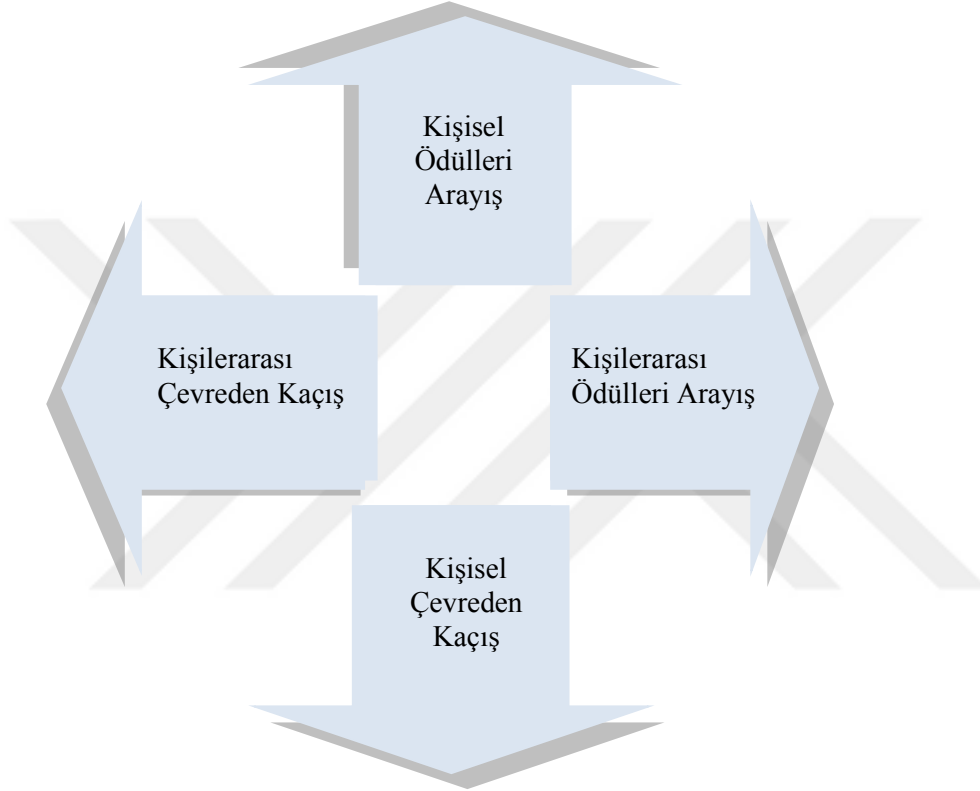 Kişisel
Ödülleri
Arayış
Kişilerarası
Çevreden Kaçış
Kişilerarası
Ödülleri Arayış
Kişisel
Çevreden
Kaçış